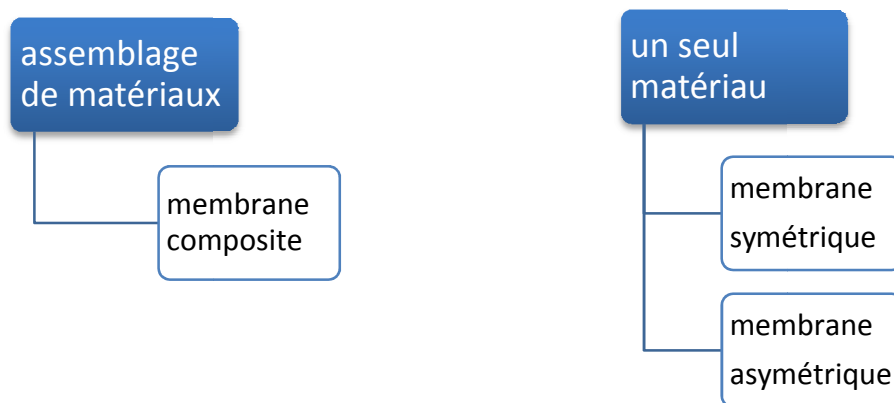 assemblage
de matériaux
membrane
composite
un seul
matériau
membrane
symétrique
membrane
asymétrique